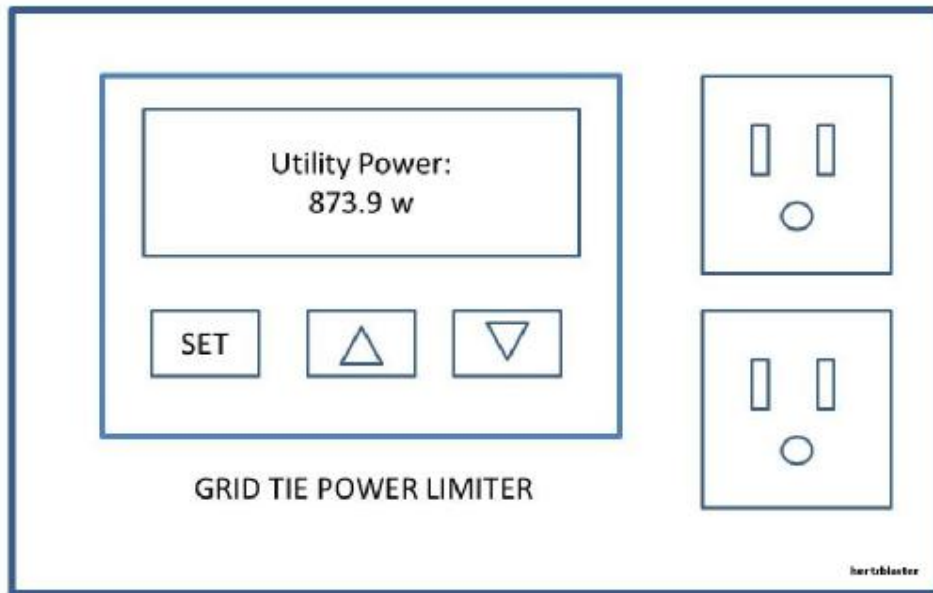 Utility Power:
873.9 w
SET
GRID TIE POWER LIMITER
hertzblaster